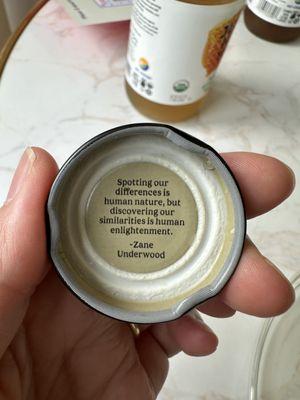 Spotting our
differences is
human nature, but
discovering our
similarities is human
enlightenment.
-Zane
Underwood